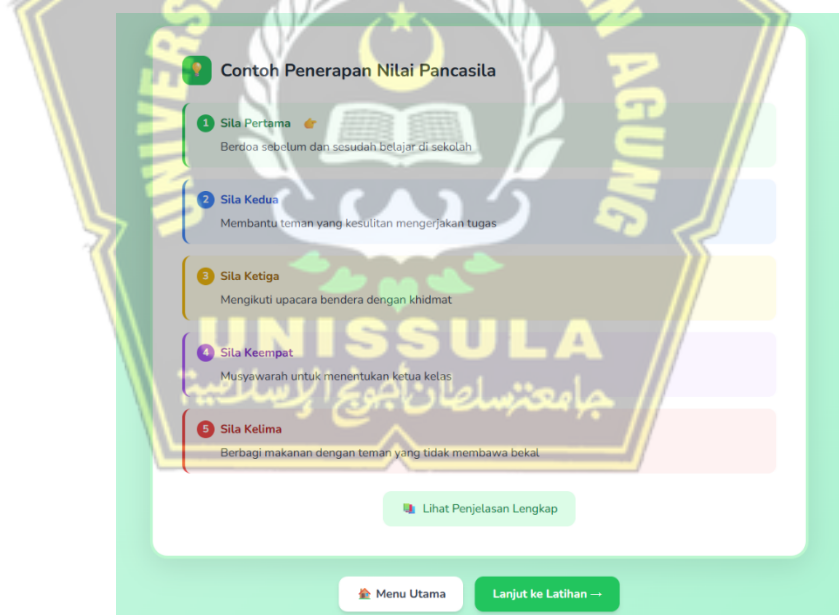 Contoh Penerapan Nilai Pancasila
1 Sila Pertama
Berdoa sebelum dan sesudah belajar di sekolah
2 Sila Kedua
Membantu teman yang kesulitan mengerjakan tugas
3 Sila Ketiga
Mengikuti upacara bendera dengan khidmat
4 Sila Keempat
Musyawarah untuk menentukan ketua kelas
5 Sila Kelima
Berbagi makanan dengan teman yang tidak membawa bekal
Lihat Penjelasan Lengkap
Menu Utama
Lanjut ke Latihan →
AGUNG
UNISSULA
جامعة سلطان أجونج الإسلامية